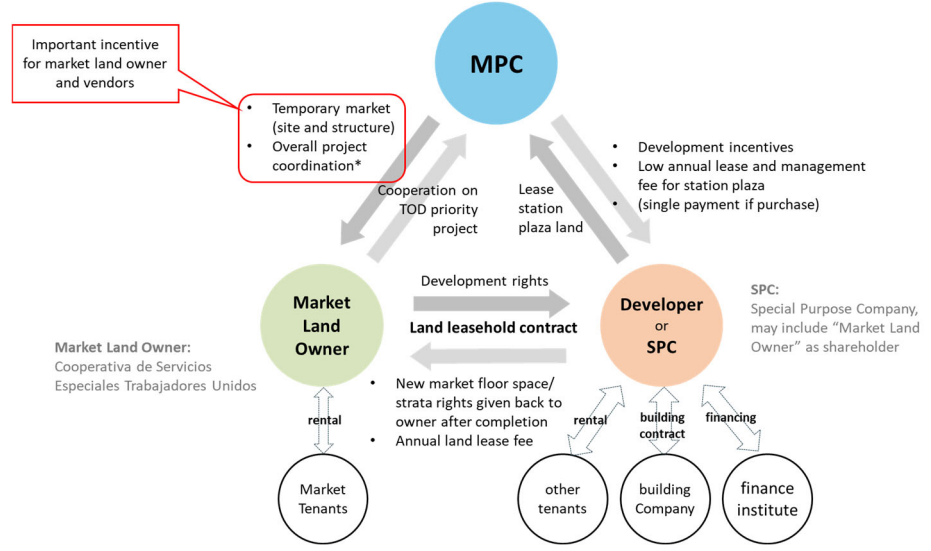 Important incentive
for market land owner
and vendors
MPC
• Temporary market
(site and structure)
• Overall project
coordination*
• Development incentives
• Low annual lease and management
fee for station plaza
• (single payment if purchase)
Cooperation on
TOD priority
project
Lease
station
plaza land
Market
Land
Owner
Development rights
Land leasehold contract
Developer
or
SPC
SPC:
Special Purpose Company,
may include “Market Land
Owner” as shareholder
Market Land Owner:
Cooperativa de Servicios
Especiales Trabajadores Unidos
• New market floor space/
strata rights given back to
owner after completion
• Annual land lease fee
rental
rental
building
contract
financing
Market
Tenants
other
tenants
building
Company
finance
institute